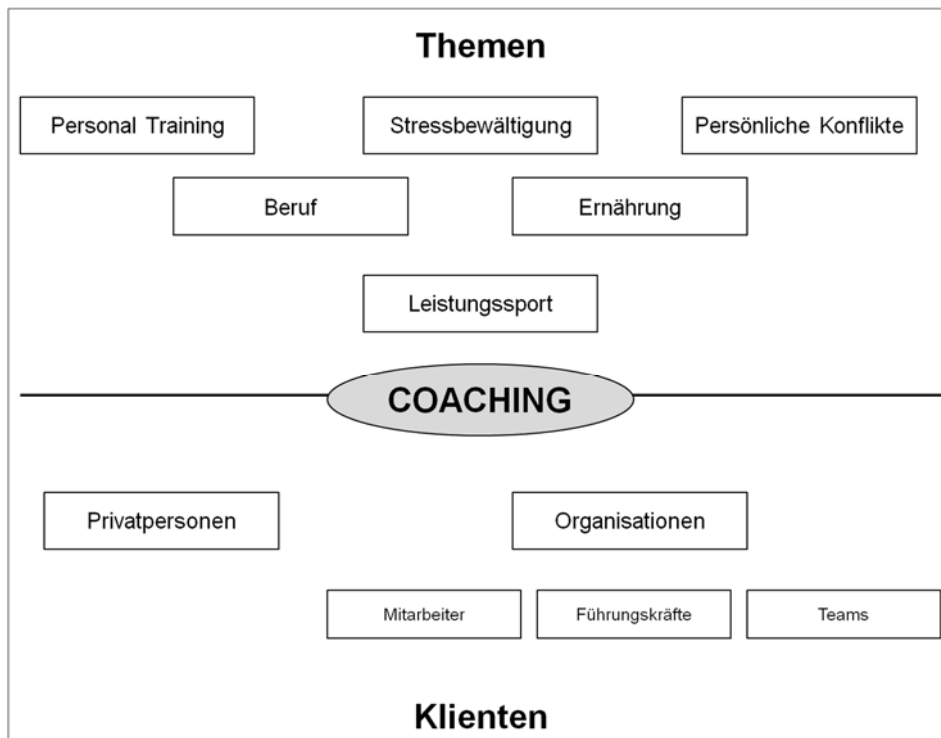 Themen
Personal Training
Stressbewältigung
Persönliche Konflikte
Beruf
Ernährung
Leistungssport
COACHING
Privatpersonen
Organisationen
Mitarbeiter
Führungskräfte
Teams
Klienten